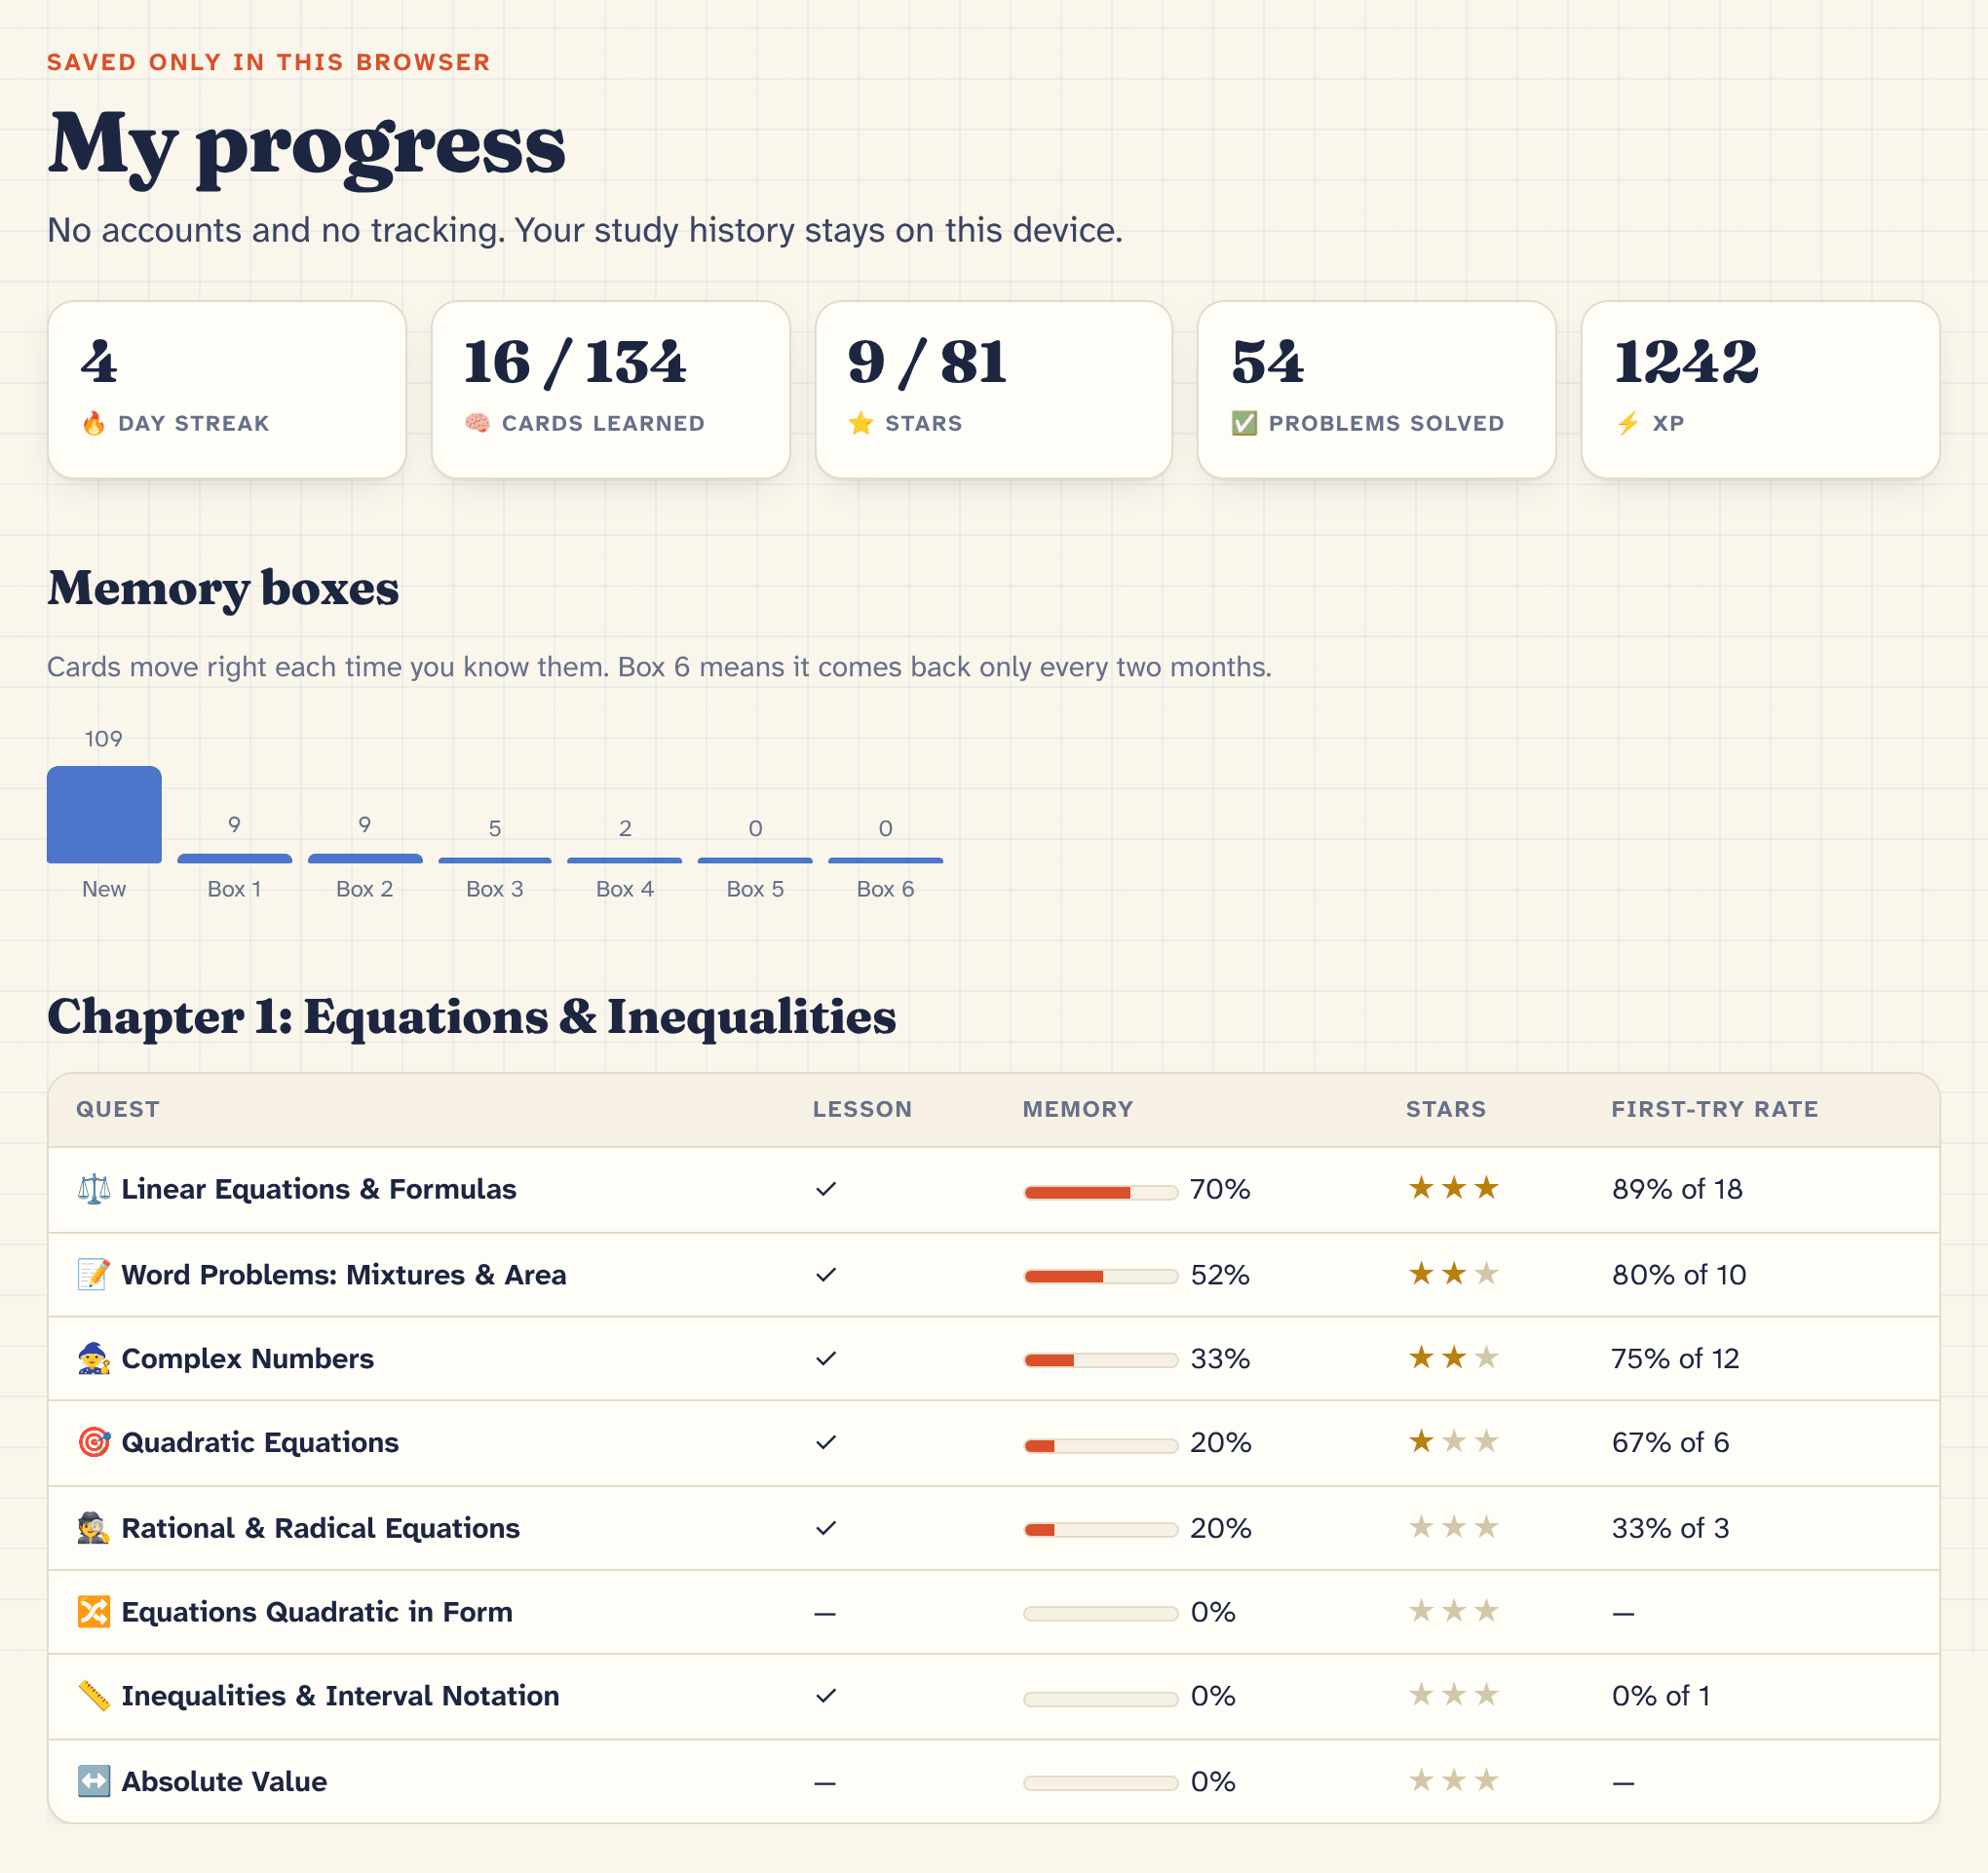 SAVED ONLY IN THIS BROWSER
My progress
No accounts and no tracking. Your study history stays on this device.
4
🔥 DAY STREAK
16 / 134
🧠 CARDS LEARNED
9 / 81
⭐ STARS
54
✅ PROBLEMS SOLVED
1242
⚡ XP
Memory boxes
Cards move right each time you know them. Box 6 means it comes back only every two months.
109 9 9 5 2 0 0
New Box 1 Box 2 Box 3 Box 4 Box 5 Box 6
Chapter 1: Equations & Inequalities
QUEST LESSON MEMORY STARS FIRST-TRY RATE
⚖️ Linear Equations & Formulas ✓ 70% ★★★ 89% of 18
📝 Word Problems: Mixtures & Area ✓ 52% ★★★ 80% of 10
🧙 Complex Numbers ✓ 33% ★★★ 75% of 12
🎯 Quadratic Equations ✓ 20% ★★★ 67% of 6
🕵️ Rational & Radical Equations ✓ 20% ★★★ 33% of 3
🔀 Equations Quadratic in Form — 0% ★★★ —
📏 Inequalities & Interval Notation ✓ 0% ★★★ 0% of 1
↔️ Absolute Value — 0% ★★★ —